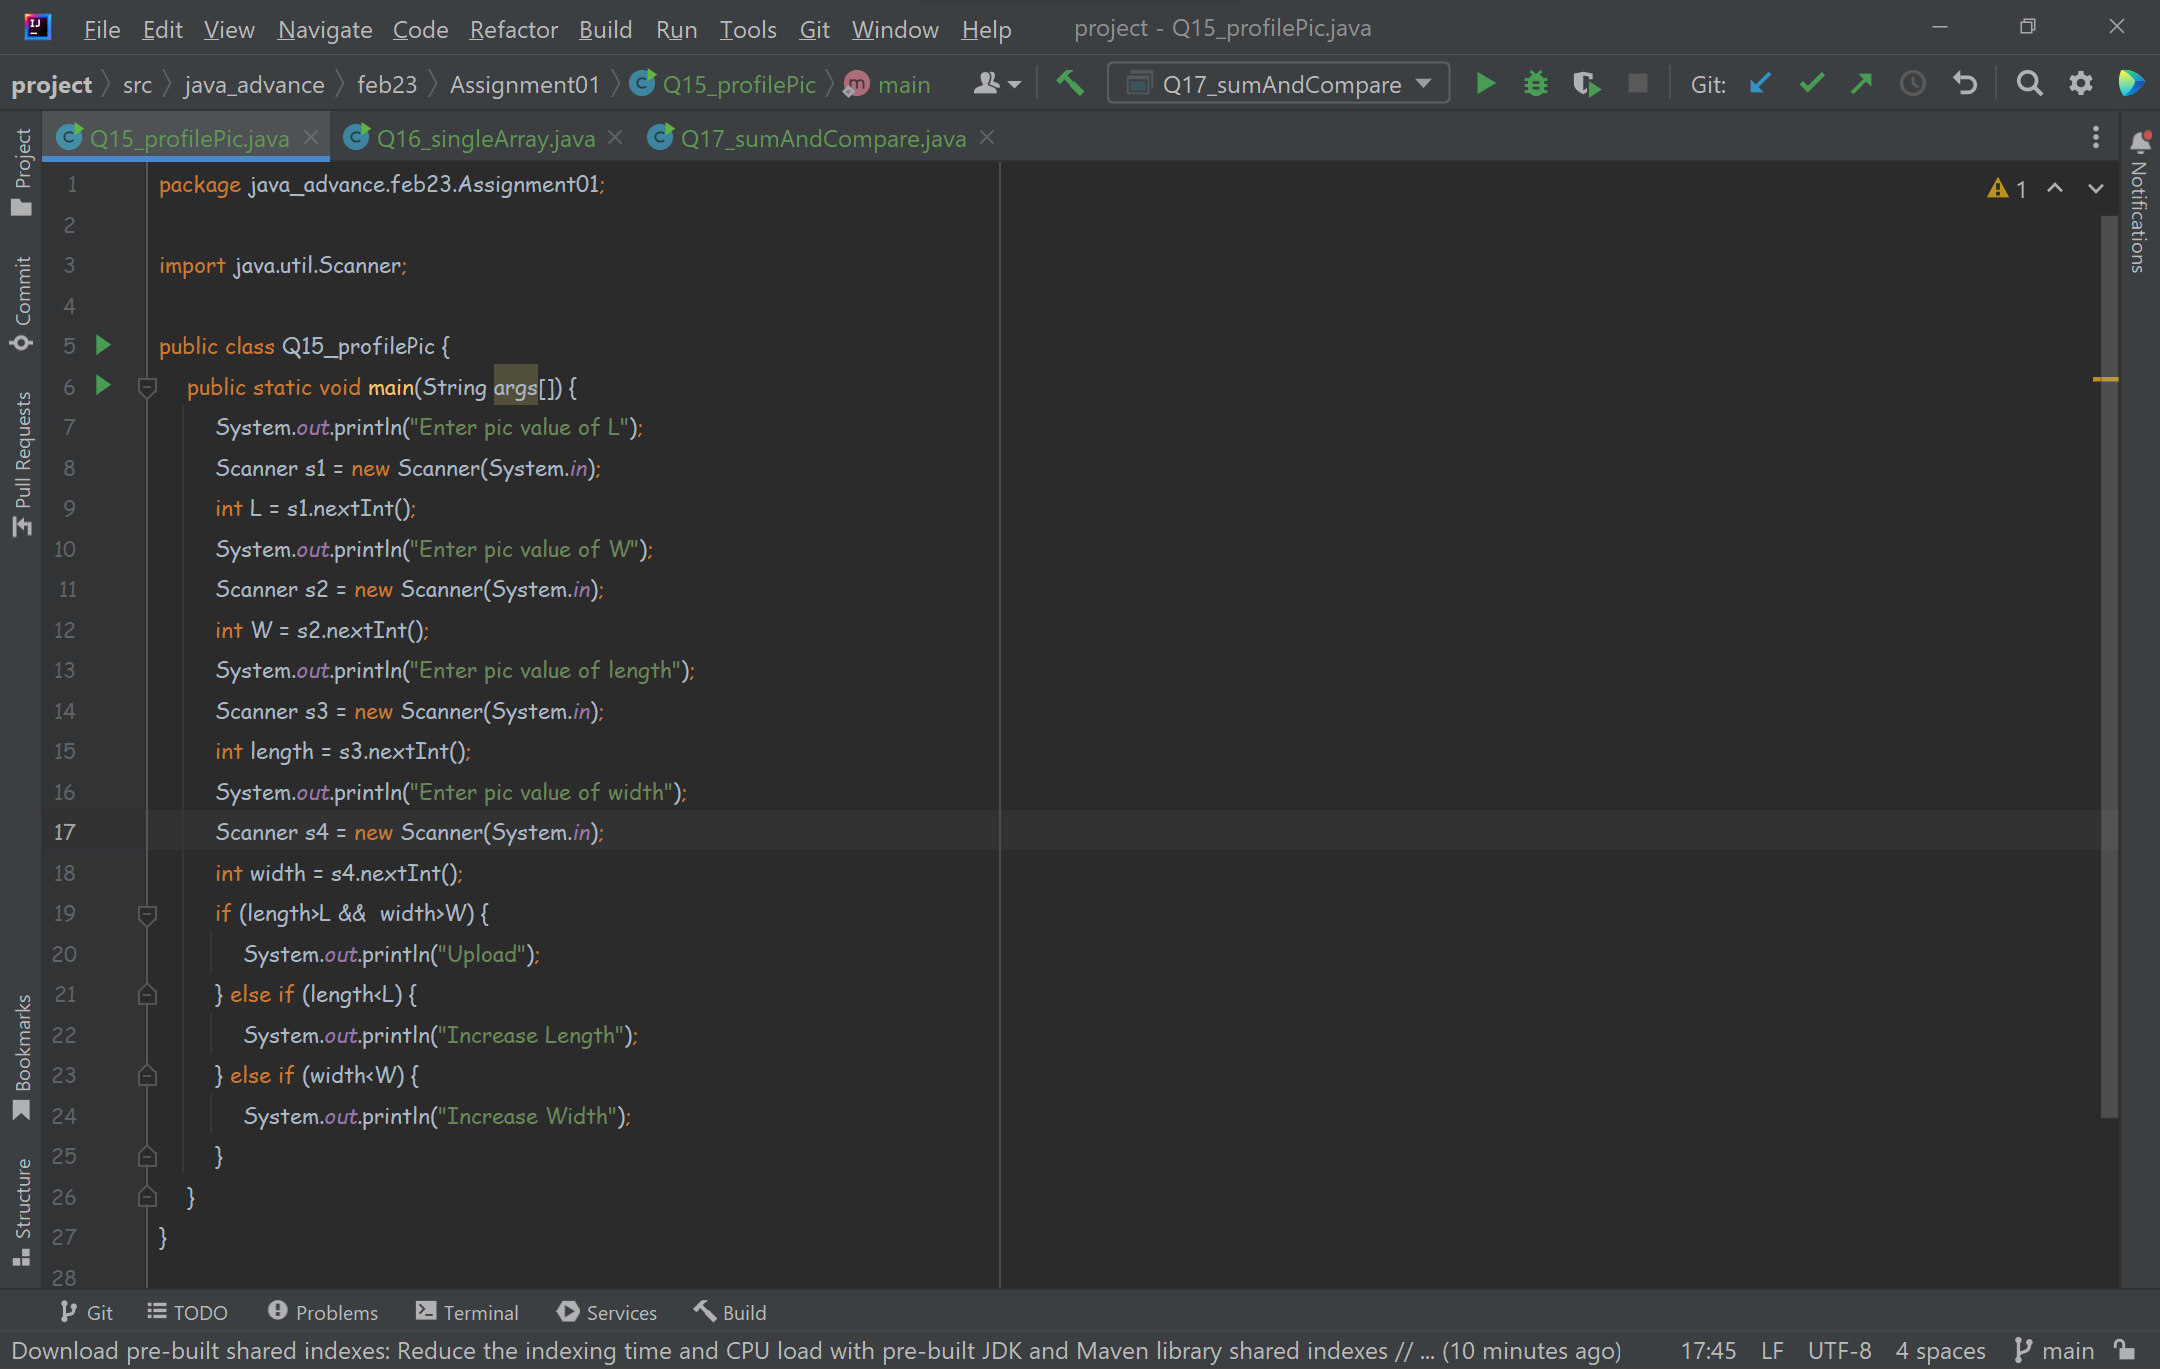 File Edit View Navigate Code Refactor Build Run Tools Git Window Help project - Q15_profilePic.java
project src java_advance feb23 Assignment01 Q15_profilePic main Q17_sumAndCompare Git:
Q15_profilePic.java Q16_singleArray.java Q17_sumAndCompare.java
Project
Commit
Pull Requests
Bookmarks
Structure
Notifications
1
1 package java_advance.feb23.Assignment01;
2
3 import java.util.Scanner;
4
5 public class Q15_profilePic {
6 public static void main(String args[]) {
7 System.out.println("Enter pic value of L");
8 Scanner s1 = new Scanner(System.in);
9 int L = s1.nextInt();
10 System.out.println("Enter pic value of W");
11 Scanner s2 = new Scanner(System.in);
12 int W = s2.nextInt();
13 System.out.println("Enter pic value of length");
14 Scanner s3 = new Scanner(System.in);
15 int length = s3.nextInt();
16 System.out.println("Enter pic value of width");
17 Scanner s4 = new Scanner(System.in);
18 int width = s4.nextInt();
19 if (length>L &&  width>W) {
20 System.out.println("Upload");
21 } else if (length<L) {
22 System.out.println("Increase Length");
23 } else if (width<W) {
24 System.out.println("Increase Width");
25 }
26 }
27 }
28
Git TODO Problems Terminal Services Build
Download pre-built shared indexes: Reduce the indexing time and CPU load with pre-built JDK and Maven library shared indexes // ... (10 minutes ago) 17:45 LF UTF-8 4 spaces main